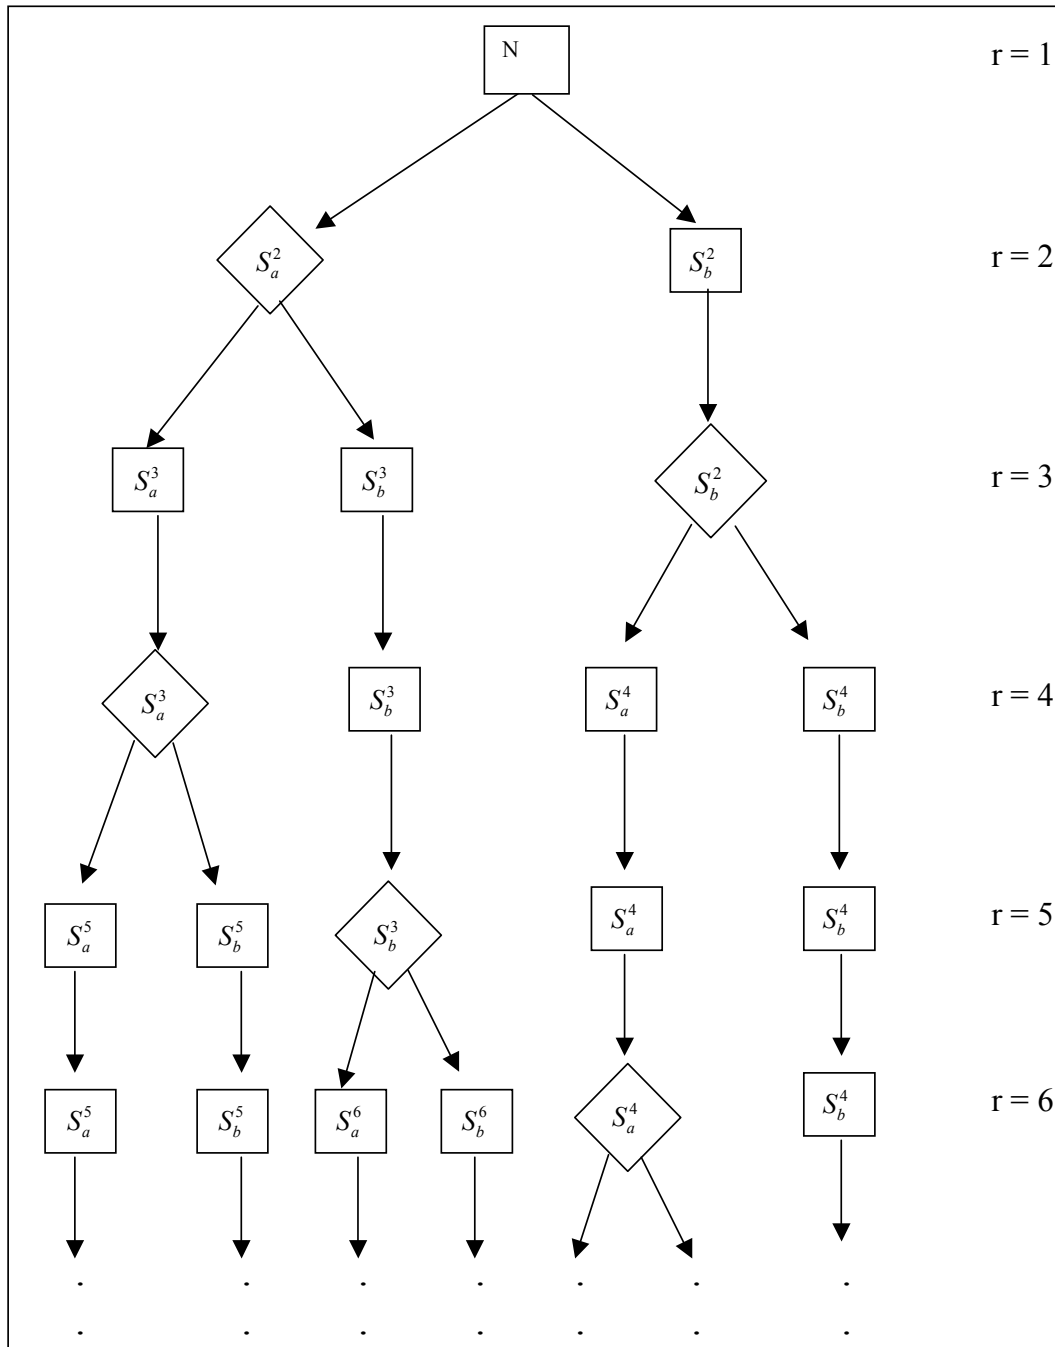 N r = 1
S_a^2 S_b^2 r = 2
S_a^3 S_b^3 S_b^2 r = 3
S_a^3 S_b^3 S_a^4 S_b^4 r = 4
S_a^5 S_b^5 S_b^3 S_a^4 S_b^4 r = 5
S_a^5 S_b^5 S_a^6 S_b^6 S_a^4 S_b^4 r = 6
. . . . . . .
. . . . . . .